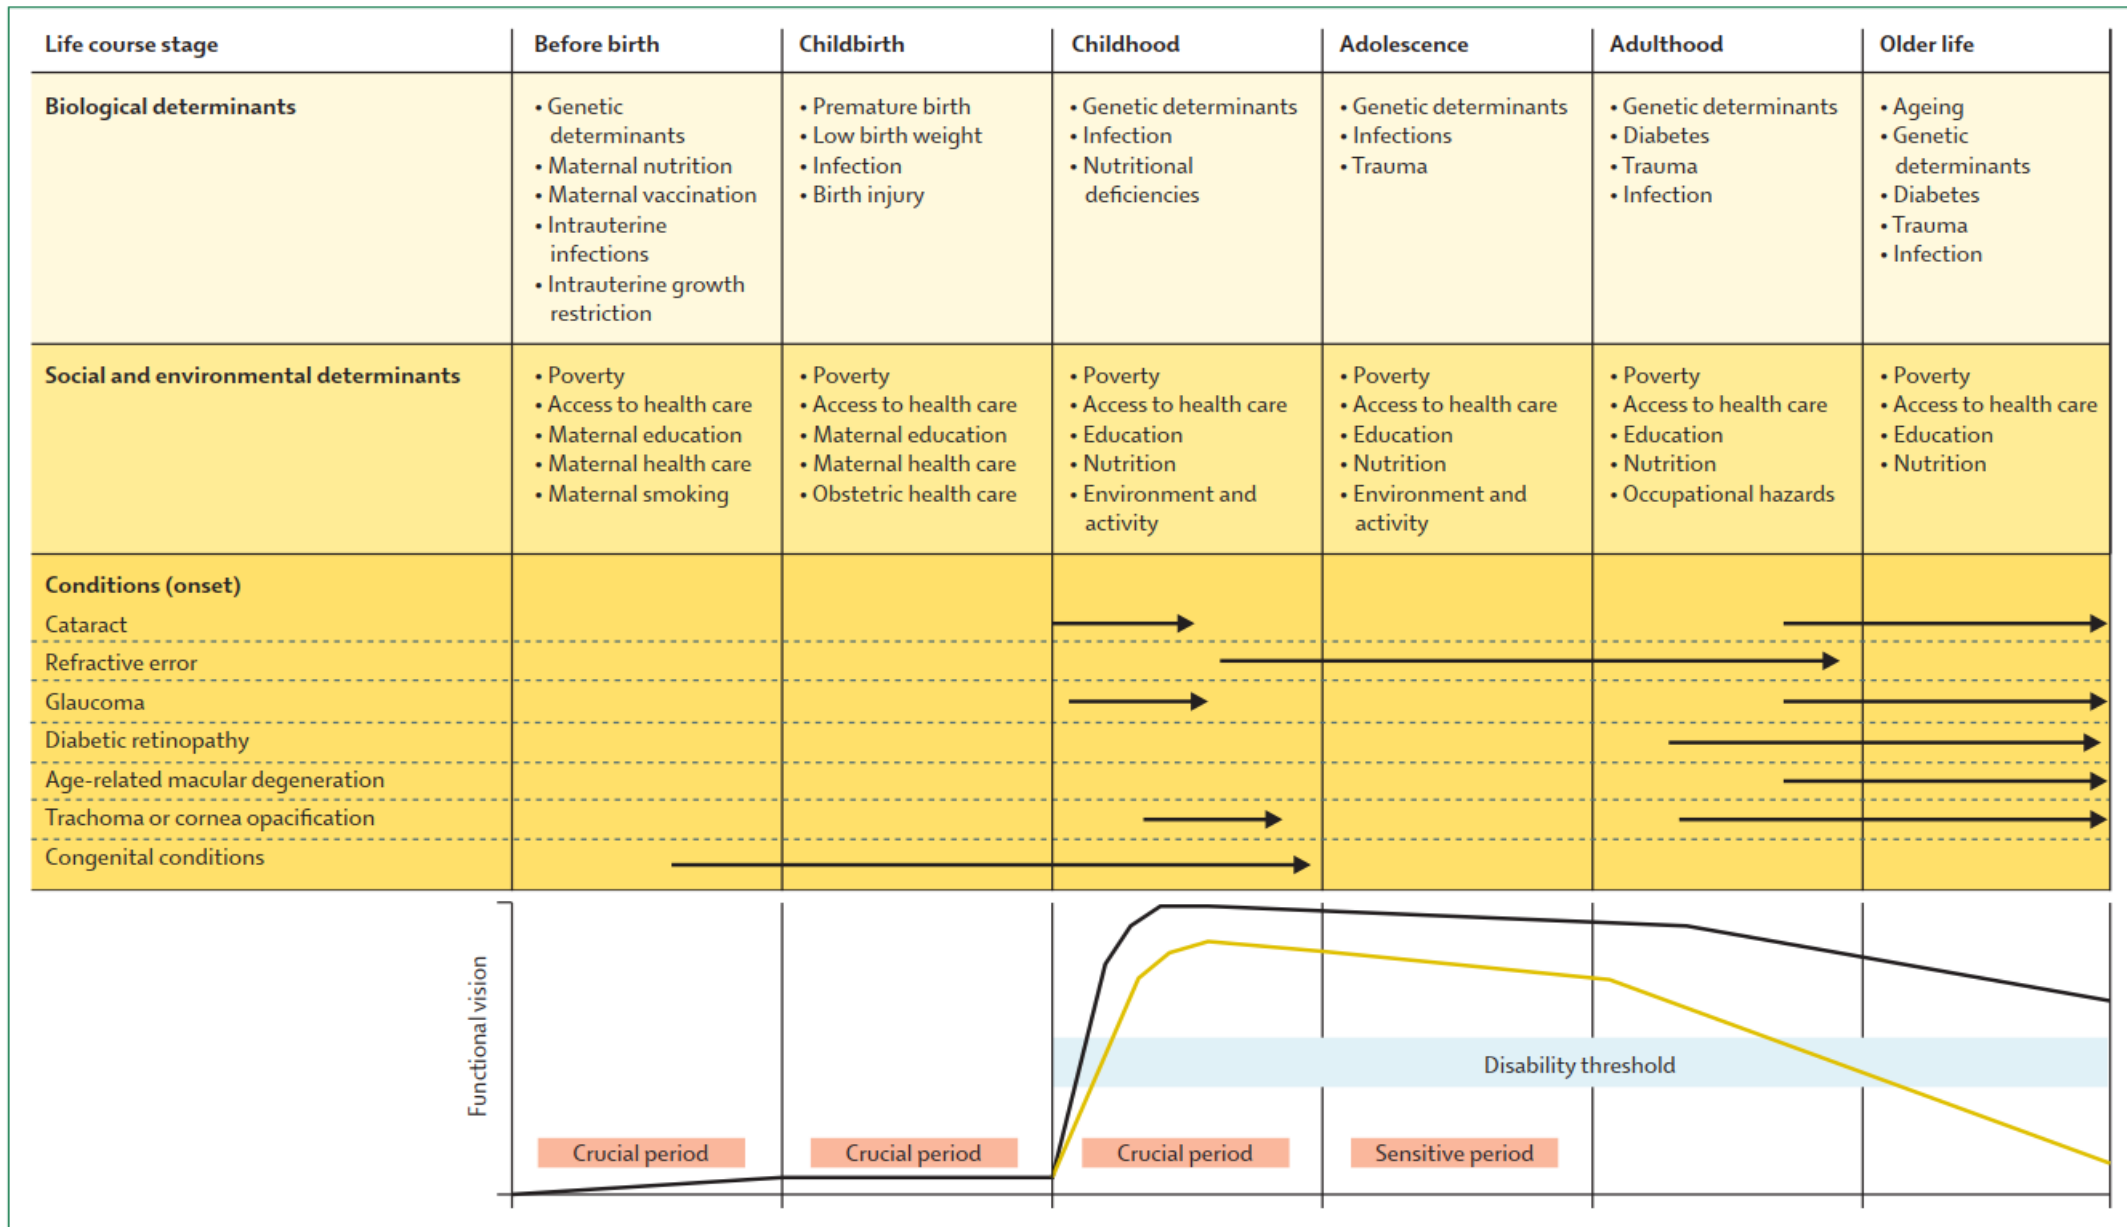 Life course stage
Before birth
Childbirth
Childhood
Adolescence
Adulthood
Older life
Biological determinants
• Genetic
determinants
• Maternal nutrition
• Maternal vaccination
• Intrauterine
infections
• Intrauterine growth
restriction
• Premature birth
• Low birth weight
• Infection
• Birth injury
• Genetic determinants
• Infection
• Nutritional
deficiencies
• Genetic determinants
• Infections
• Trauma
• Genetic determinants
• Diabetes
• Trauma
• Infection
• Ageing
• Genetic
determinants
• Diabetes
• Trauma
• Infection
Social and environmental determinants
• Poverty
• Access to health care
• Maternal education
• Maternal health care
• Maternal smoking
• Poverty
• Access to health care
• Maternal education
• Maternal health care
• Obstetric health care
• Poverty
• Access to health care
• Education
• Nutrition
• Environment and
activity
• Poverty
• Access to health care
• Education
• Nutrition
• Environment and
activity
• Poverty
• Access to health care
• Education
• Nutrition
• Occupational hazards
• Poverty
• Access to health care
• Education
• Nutrition
Conditions (onset)
Cataract
Refractive error
Glaucoma
Diabetic retinopathy
Age-related macular degeneration
Trachoma or cornea opacification
Congenital conditions
Functional vision
Disability threshold
Crucial period
Crucial period
Crucial period
Sensitive period